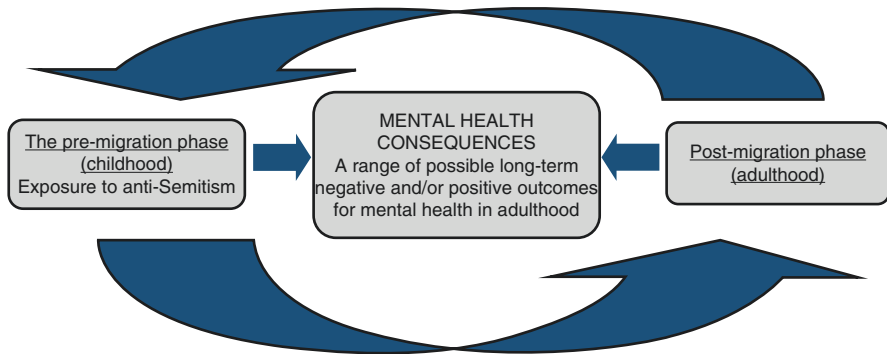 The pre-migration phase
(childhood)
Exposure to anti-Semitism
MENTAL HEALTH
CONSEQUENCES
A range of possible long-term
negative and/or positive outcomes
for mental health in adulthood
Post-migration phase
(adulthood)